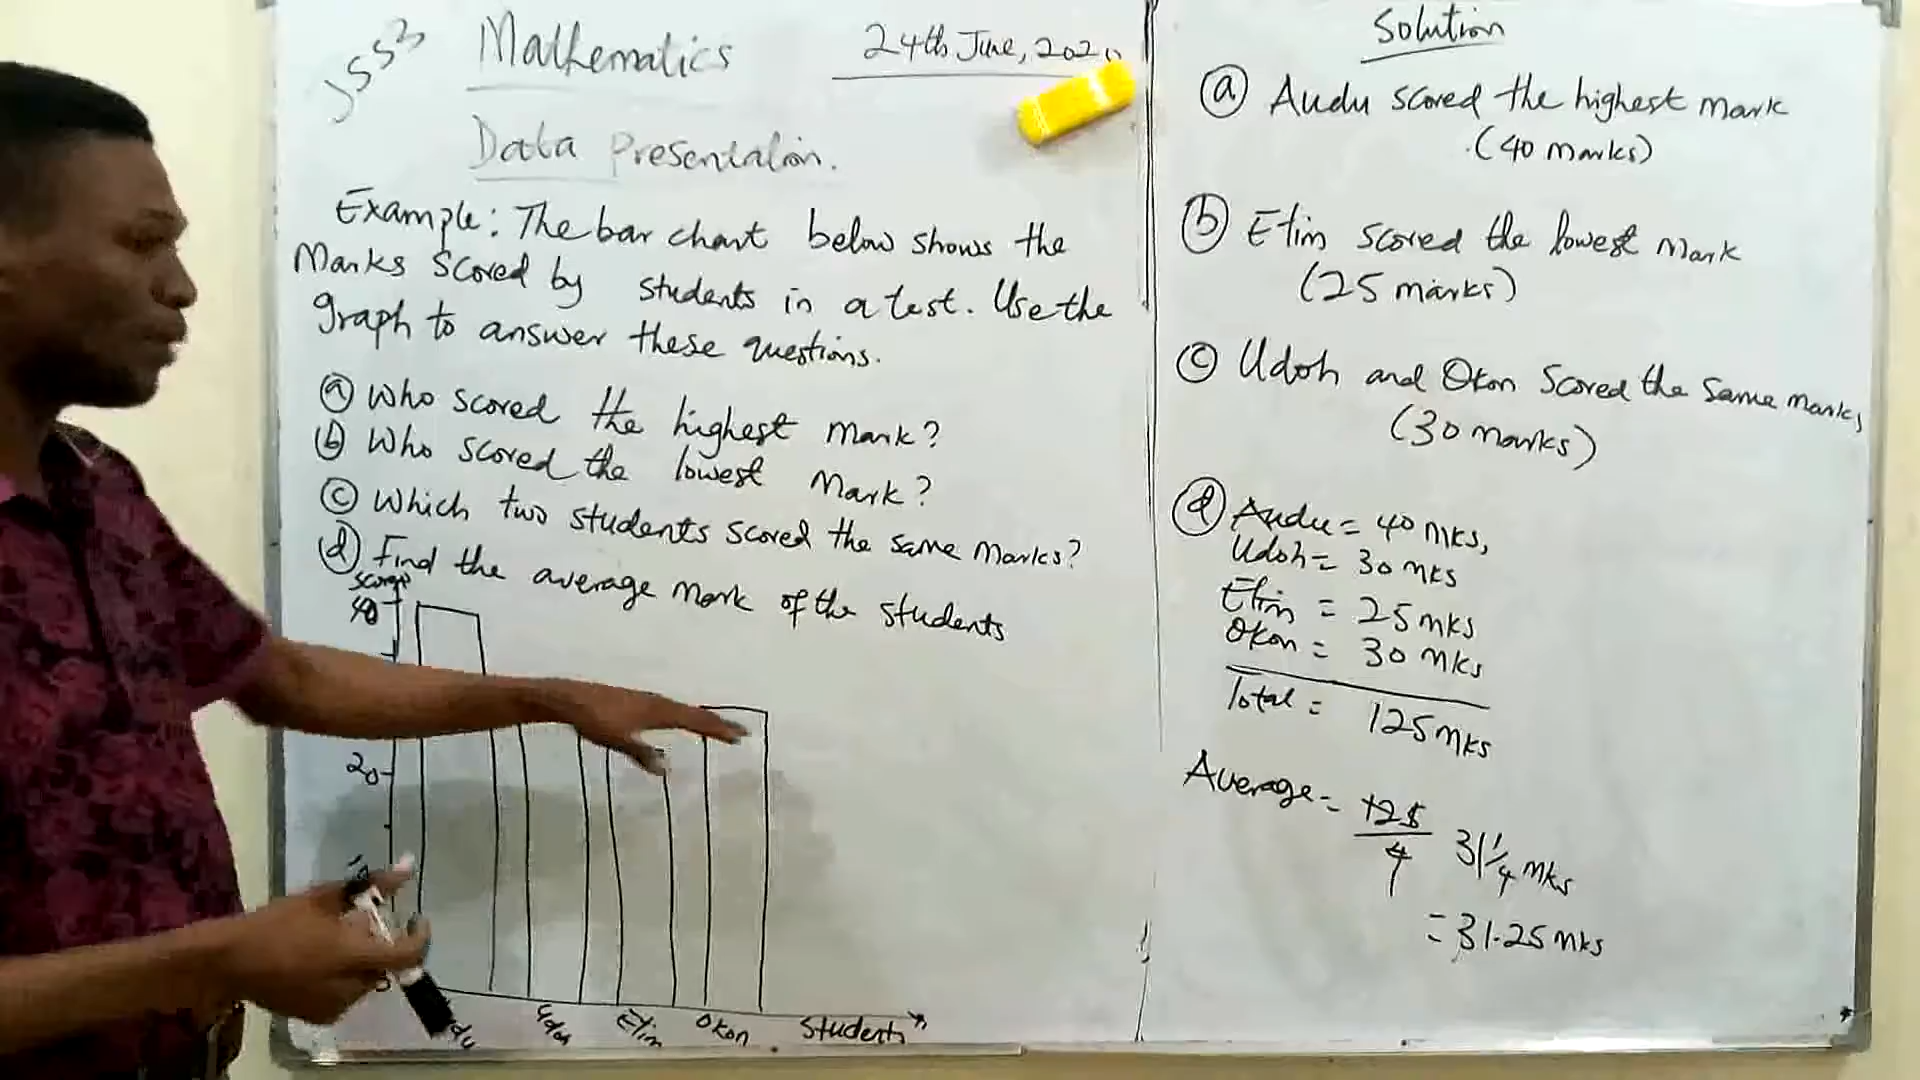 JSS3
Mathematics
24th June, 202
Data Presentation.
Example: The bar chart below shows the
Marks scored by students in a test. Use the
graph to answer these questions.
(a) Who scored the highest mark?
(b) Who scored the lowest mark?
(c) Which two students scored the same marks?
(d) Find the average mark of the students
40
20
Udoh
Etim
Okon
Students
Solution
(a) Audu scored the highest mark
(40 marks)
(b) Etim scored the lowest mark
(25 marks)
(c) Udoh and Okon scored the same marks
(30 marks)
(d) Audu = 40 mks,
Udoh = 30 mks
Etim = 25 mks
Okon = 30 mks
Total = 125 mks
Average = 125/4 31 1/4 mks
= 31.25 mks